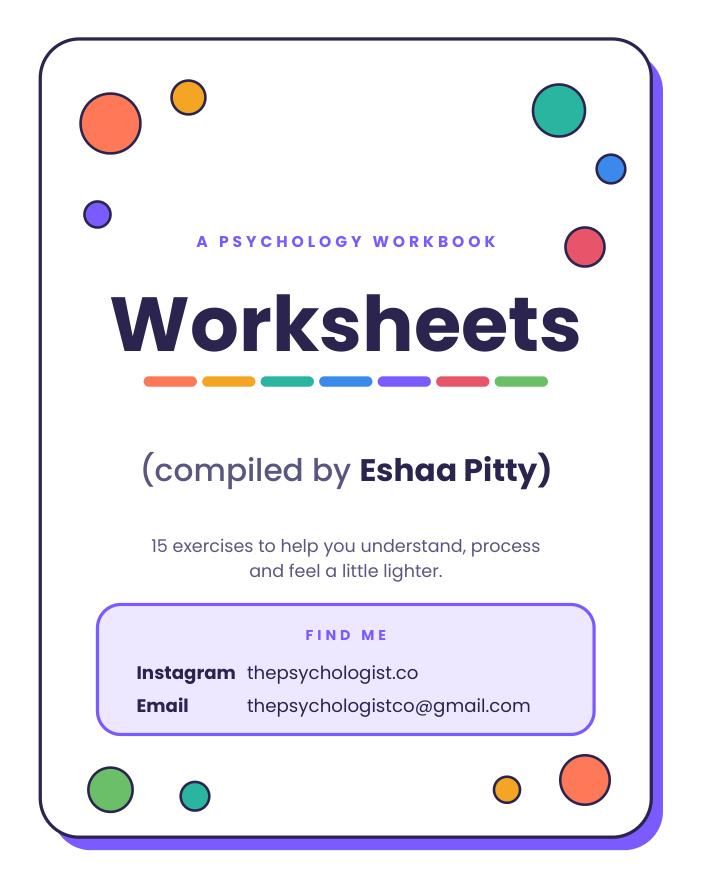 A PSYCHOLOGY WORKBOOK
Worksheets
(compiled by Eshaa Pitty)
15 exercises to help you understand, process
and feel a little lighter.
FIND ME
Instagram thepsychologist.co
Email thepsychologistco@gmail.com